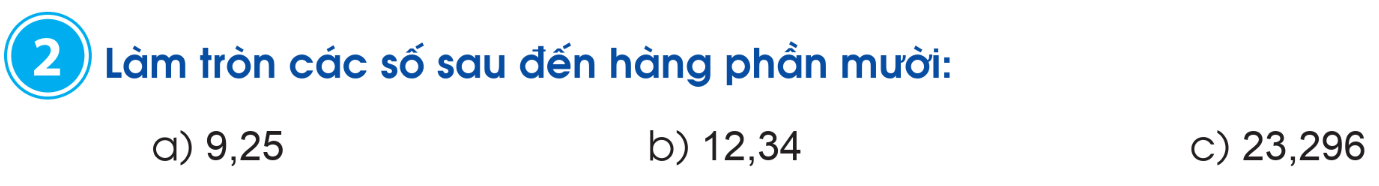 2 Làm tròn các số sau đến hàng phần mười:
a) 9,25 b) 12,34 c) 23,296